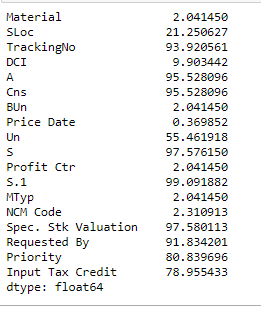 Material 2.041450
SLoc 21.250627
TrackingNo 93.920561
DCI 9.903442
A 95.528096
Cns 95.528096
BUn 2.041450
Price Date 0.369852
Un 55.461918
S 97.576150
Profit Ctr 2.041450
S.1 99.091882
MTyp 2.041450
NCM Code 2.310913
Spec. Stk Valuation 97.580113
Requested By 91.834201
Priority 80.839696
Input Tax Credit 78.955433
dtype: float64